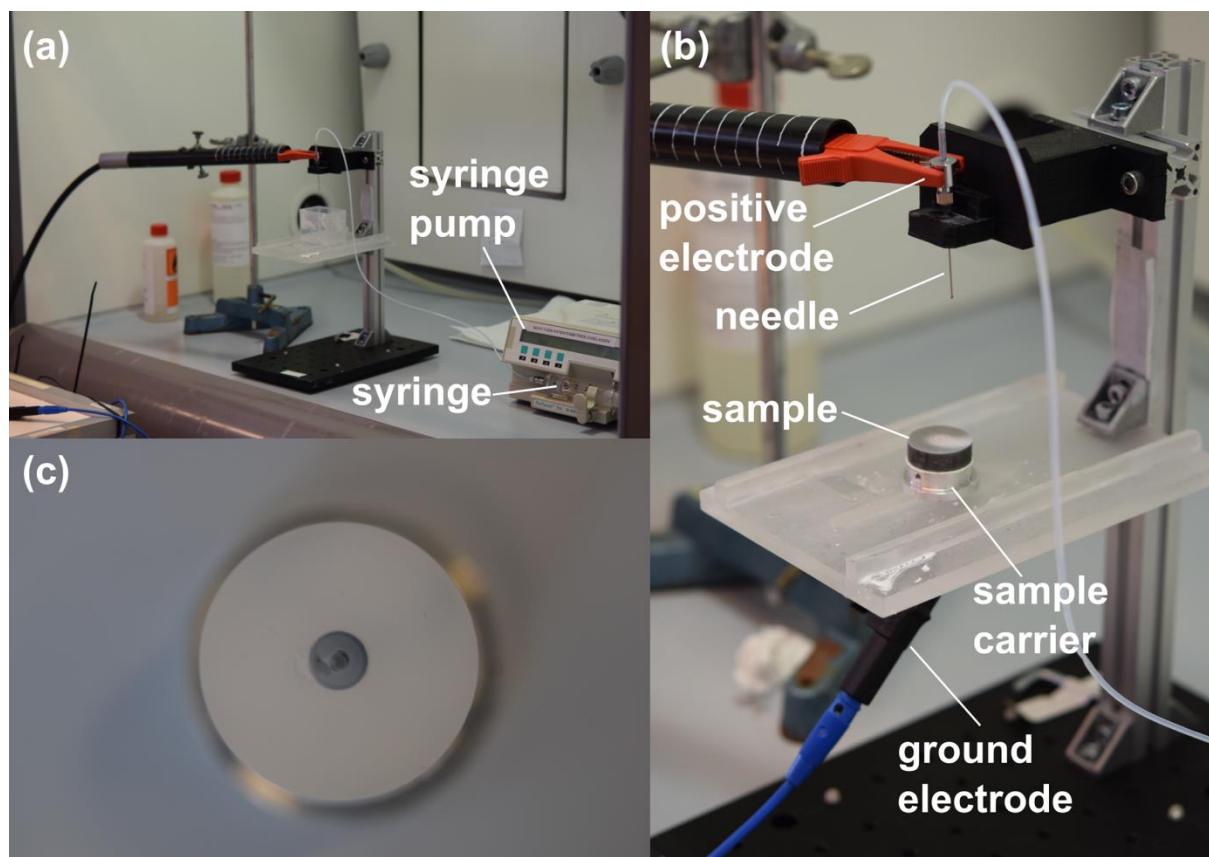 (a)
syringe
pump
syringe
(b)
positive
electrode
needle
sample
sample
carrier
ground
electrode
(c)